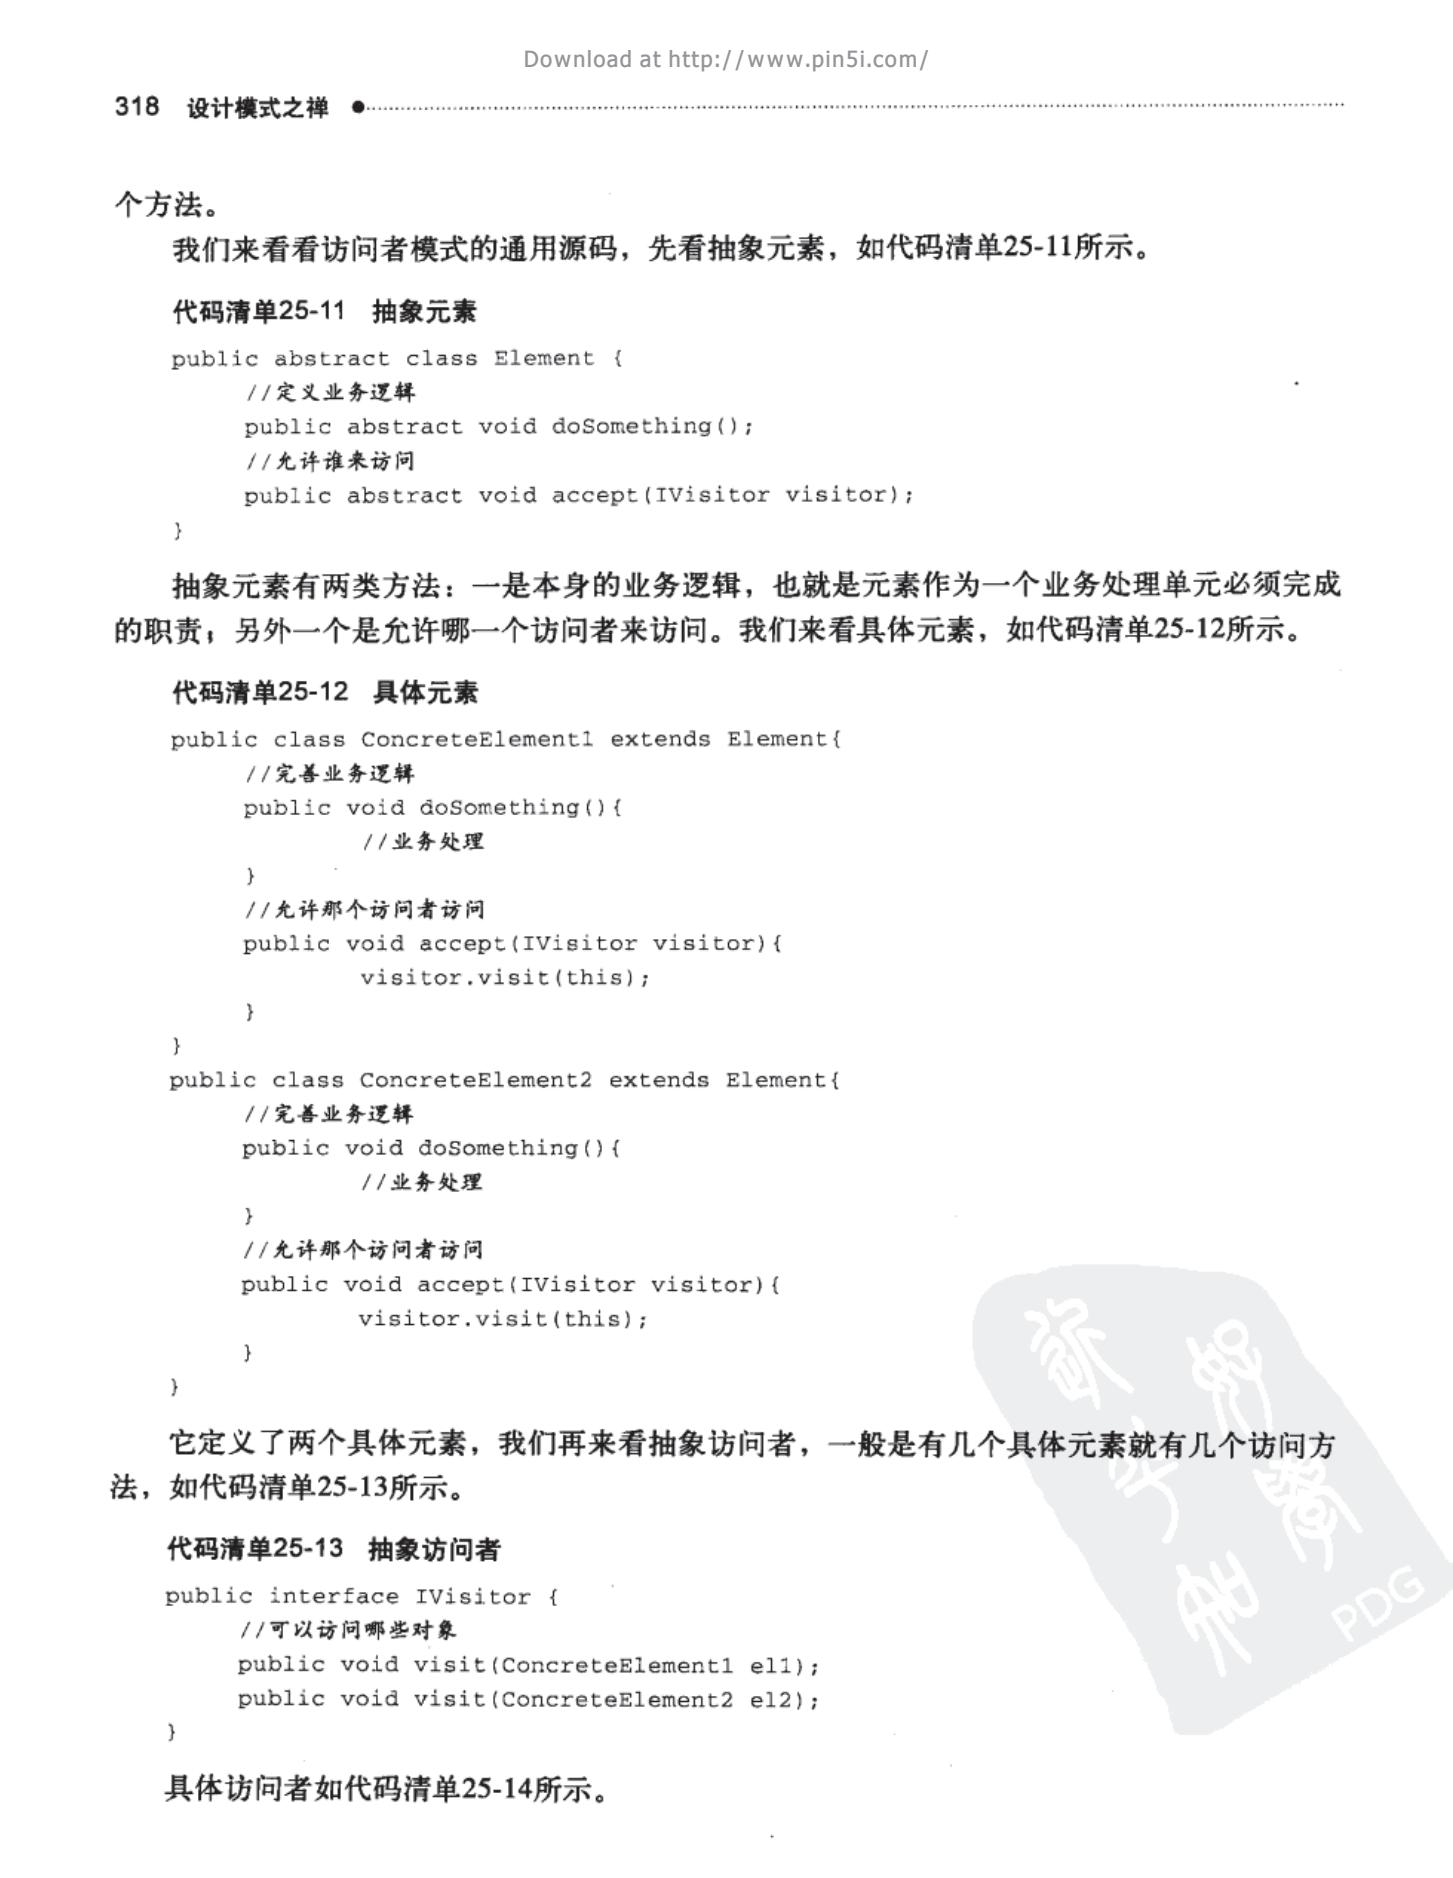 Download at http://www.pin5i.com/
318 设计模式之禅
个方法。
我们来看看访问者模式的通用源码，先看抽象元素，如代码清单25-11所示。
代码清单25-11 抽象元素
public abstract class Element {
//定义业务逻辑
public abstract void doSomething();
//允许谁来访问
public abstract void accept(IVisitor visitor);
}
抽象元素有两类方法：一是本身的业务逻辑，也就是元素作为一个业务处理单元必须完成
的职责；另外一个是允许哪一个访问者来访问。我们来看具体元素，如代码清单25-12所示。
代码清单25-12 具体元素
public class ConcreteElement1 extends Element{
//完善业务逻辑
public void doSomething(){
//业务处理
}
//允许那个访问者访问
public void accept(IVisitor visitor){
visitor.visit(this);
}
}
public class ConcreteElement2 extends Element{
//完善业务逻辑
public void doSomething(){
//业务处理
}
//允许那个访问者访问
public void accept(IVisitor visitor){
visitor.visit(this);
}
}
它定义了两个具体元素，我们再来看抽象访问者，一般是有几个具体元素就有几个访问方
法，如代码清单25-13所示。
代码清单25-13 抽象访问者
public interface IVisitor {
//可以访问哪些对象
public void visit(ConcreteElement1 el1);
public void visit(ConcreteElement2 el2);
}
PDG
具体访问者如代码清单25-14所示。